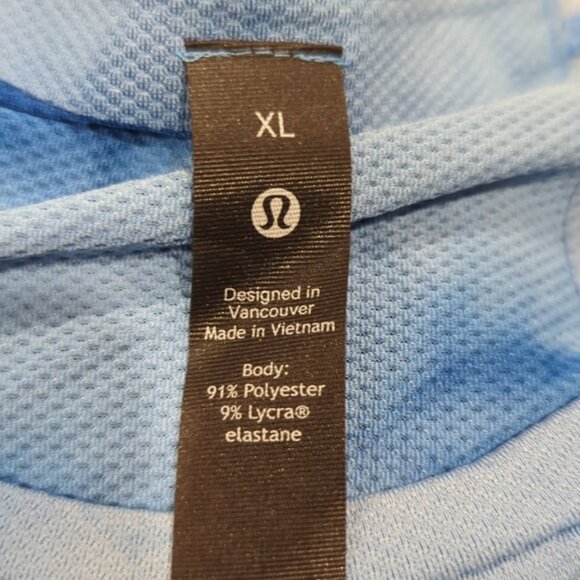 XL
Designed in
Vancouver
Made in Vietnam
Body:
91% Polyester
9% Lycra®
elastane